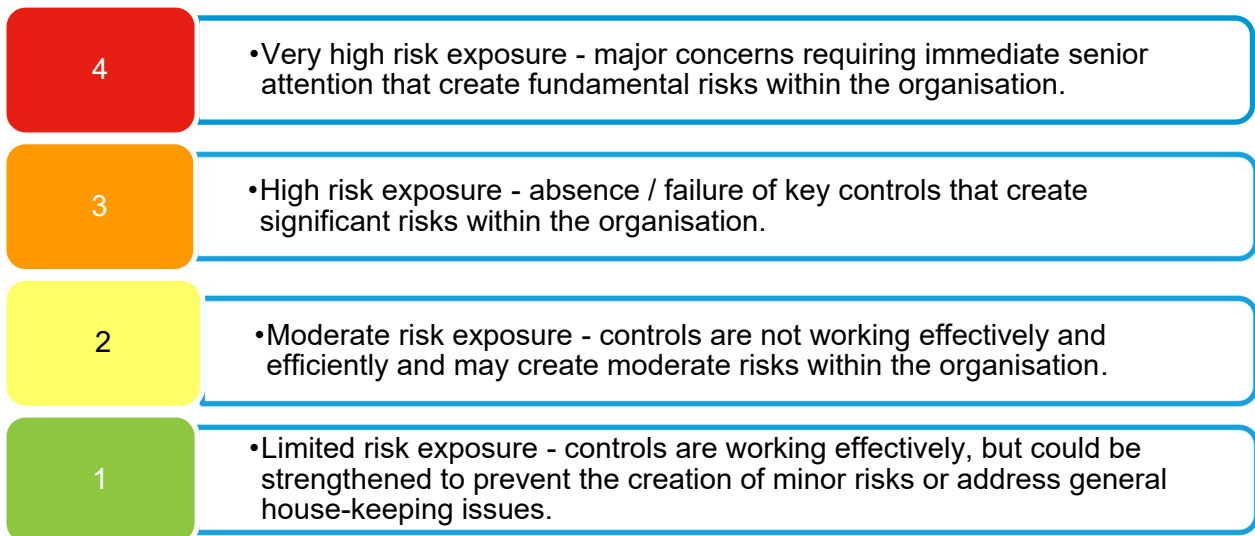 4
•Very high risk exposure - major concerns requiring immediate senior
attention that create fundamental risks within the organisation.
3
•High risk exposure - absence / failure of key controls that create
significant risks within the organisation.
2
•Moderate risk exposure - controls are not working effectively and
efficiently and may create moderate risks within the organisation.
1
•Limited risk exposure - controls are working effectively, but could be
strengthened to prevent the creation of minor risks or address general
house-keeping issues.